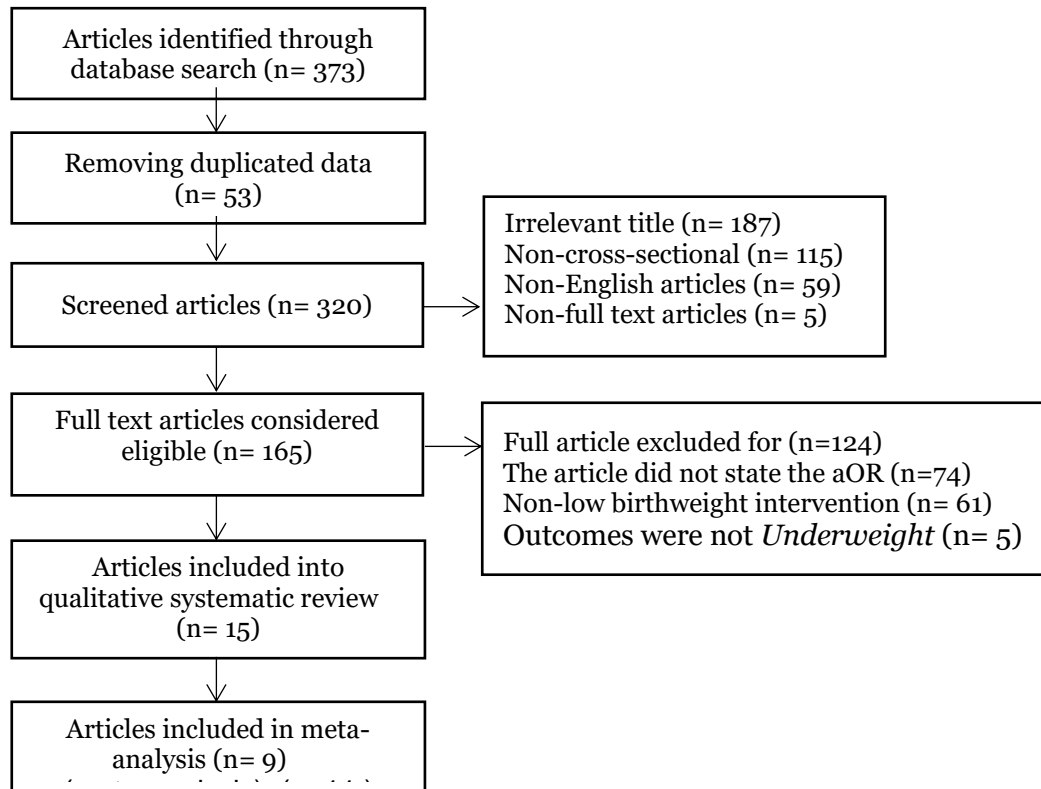 Articles identified through
database search (n= 373)
Removing duplicated data
(n= 53)
Screened articles (n= 320)
Irrelevant title (n= 187)
Non-cross-sectional (n= 115)
Non-English articles (n= 59)
Non-full text articles (n= 5)
Full text articles considered
eligible (n= 165)
Full article excluded for (n=124)
The article did not state the aOR (n=74)
Non-low birthweight intervention (n= 61)
Outcomes were not Underweight (n= 5)
Articles included into
qualitative systematic review
(n= 15)
Articles included in meta-
analysis (n= 9)